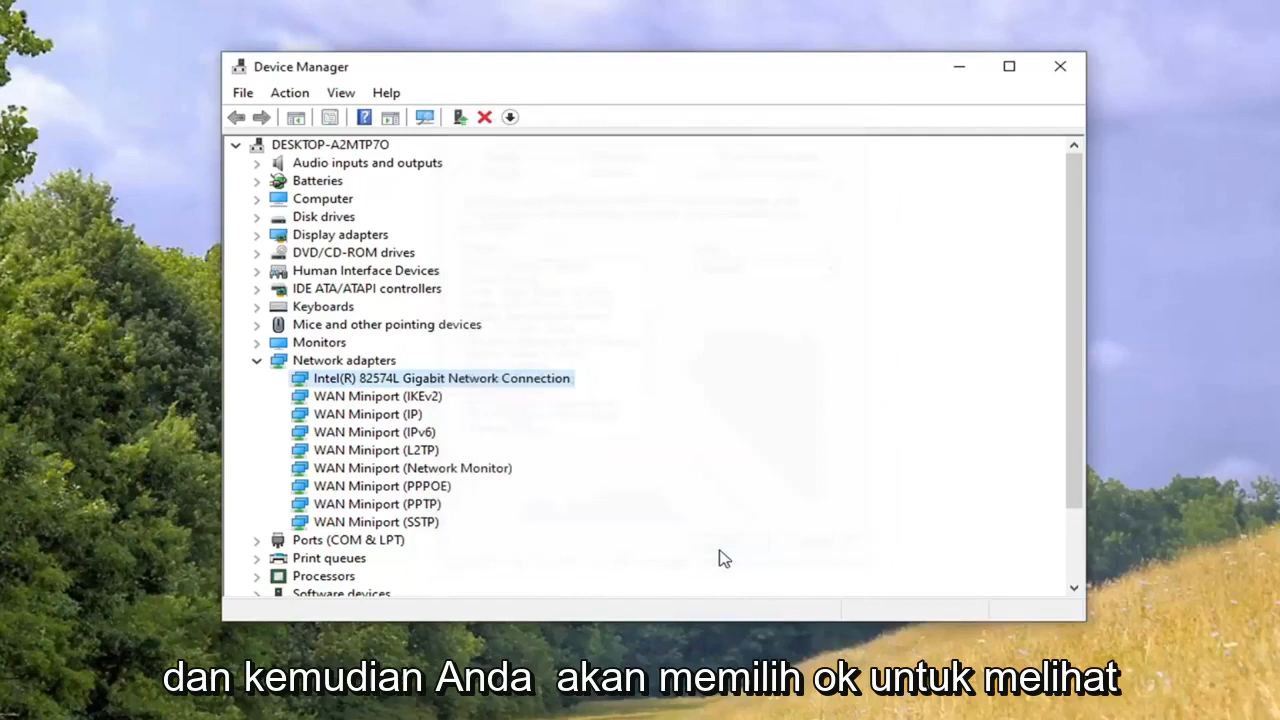 Device Manager
File Action View Help
DESKTOP-A2MTP7O
Audio inputs and outputs
Batteries
Computer
Disk drives
Display adapters
DVD/CD-ROM drives
Human Interface Devices
IDE ATA/ATAPI controllers
Keyboards
Mice and other pointing devices
Monitors
Network adapters
Intel(R) 82574L Gigabit Network Connection
WAN Miniport (IKEv2)
WAN Miniport (IP)
WAN Miniport (IPv6)
WAN Miniport (L2TP)
WAN Miniport (Network Monitor)
WAN Miniport (PPPOE)
WAN Miniport (PPTP)
WAN Miniport (SSTP)
Ports (COM & LPT)
Print queues
Processors
Software devices
dan kemudian Anda akan memilih ok untuk melihat